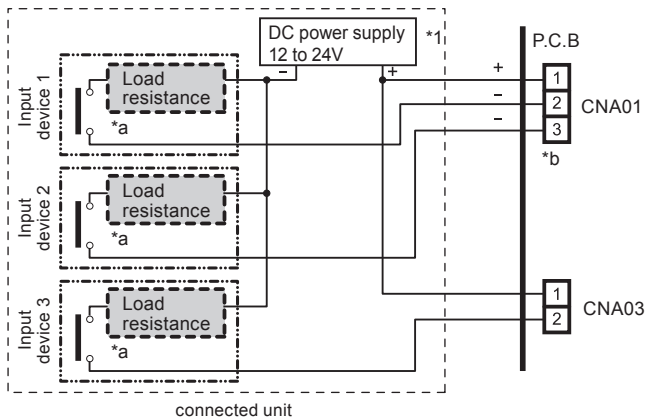 DC power supply
12 to 24V
*1
–
+
P.C.B
Input
device 1
Load
resistance
*a
+
–
–
1
2
3
CNA01
*b
Input
device 2
Load
resistance
*a
Input
device 3
Load
resistance
*a
1
2
CNA03
connected unit